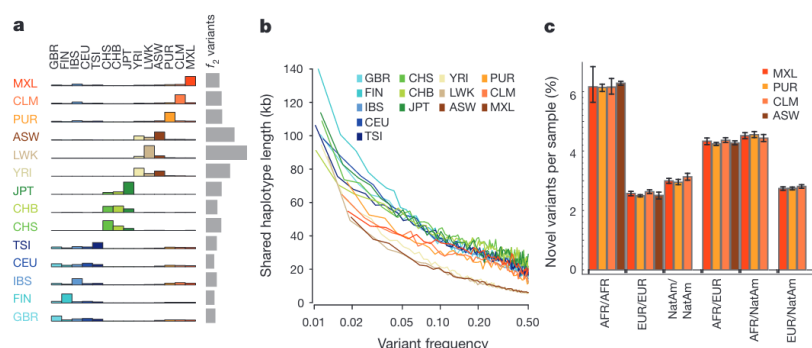 a
GBR
FIN
IBS
CEU
TSI
CHS
CHB
JPT
YRI
LWK
ASW
PUR
CLM
MXL
f2 variants
MXL
CLM
PUR
ASW
LWK
YRI
JPT
CHB
CHS
TSI
CEU
IBS
FIN
GBR
b
Shared haplotype length (kb)
140
120
100
80
60
40
20
0
GBR CHS YRI PUR
FIN CHB LWK CLM
IBS JPT ASW MXL
CEU
TSI
0.01 0.02 0.05 0.10 0.20 0.50
Variant frequency
c
Novel variants per sample (%)
6
4
2
0
MXL
PUR
CLM
ASW
AFR/AFR
EUR/EUR
NatAm/
NatAm
AFR/EUR
AFR/NatAm
EUR/NatAm